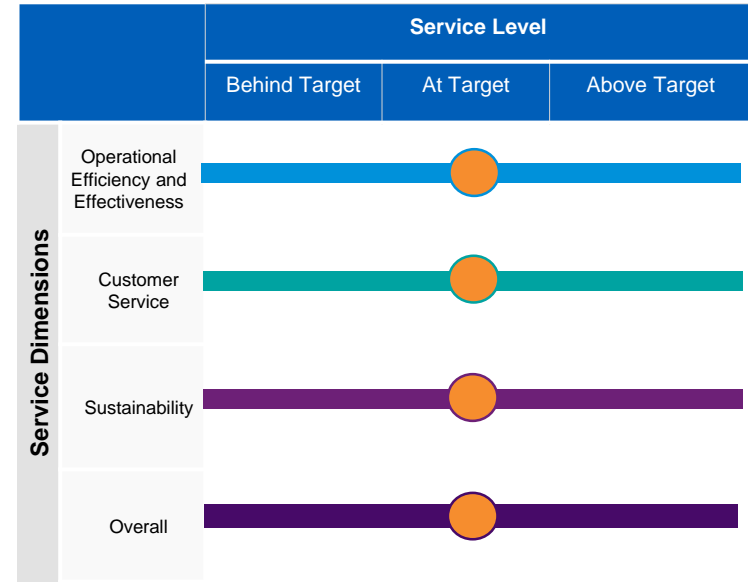 Service Level
Behind Target
At Target
Above Target
Service Dimensions
Operational
Efficiency and
Effectiveness
Customer
Service
Sustainability
Overall